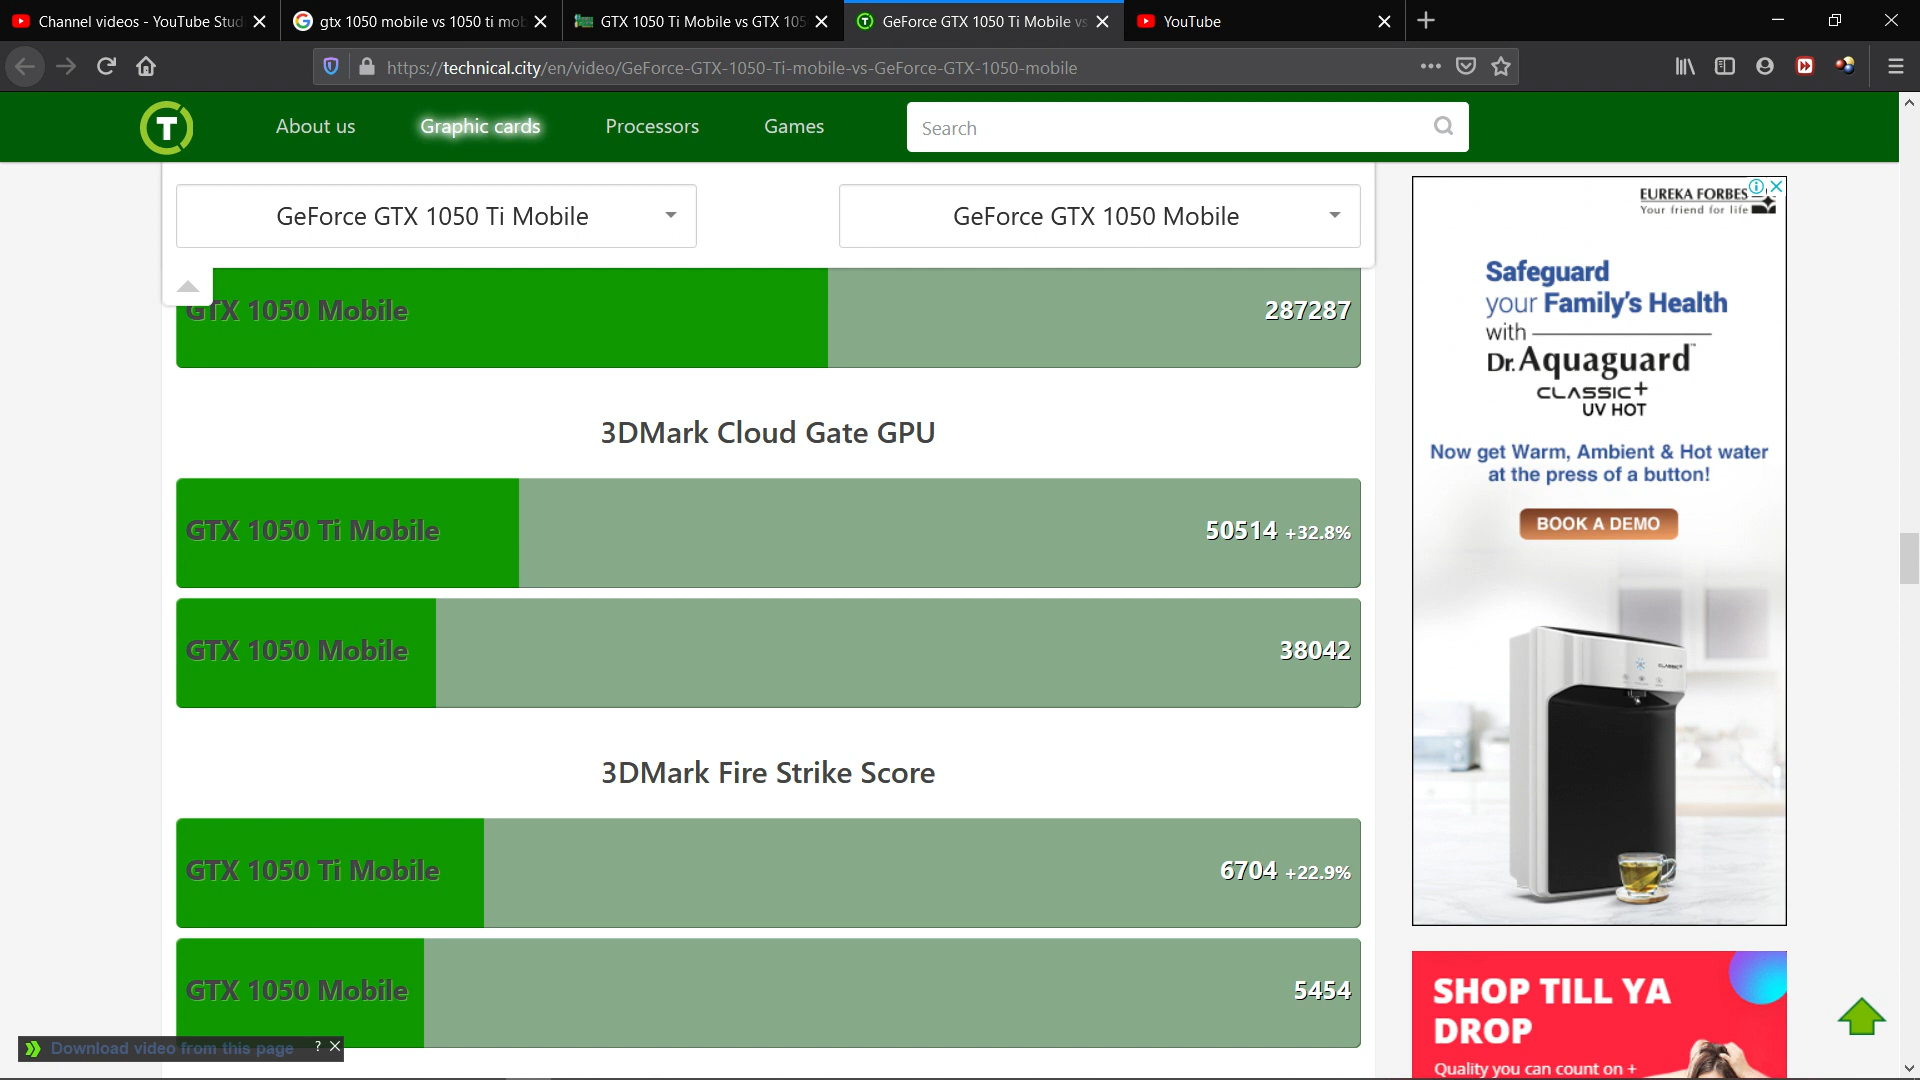 Channel videos - YouTube Stud
gtx 1050 mobile vs 1050 ti mob
GTX 1050 Ti Mobile vs GTX 105
GeForce GTX 1050 Ti Mobile vs
YouTube
https://technical.city/en/video/GeForce-GTX-1050-Ti-mobile-vs-GeForce-GTX-1050-mobile
T
About us
Graphic cards
Processors
Games
Search
GeForce GTX 1050 Ti Mobile
GeForce GTX 1050 Mobile
GTX 1050 Mobile
287287
3DMark Cloud Gate GPU
GTX 1050 Ti Mobile
50514 +32.8%
GTX 1050 Mobile
38042
3DMark Fire Strike Score
GTX 1050 Ti Mobile
6704 +22.9%
GTX 1050 Mobile
5454
Download video from this page ?
EUREKA FORBES
Your friend for life
Safeguard
your Family's Health
with
Dr. Aquaguard™
CLASSIC+
UV HOT
Now get Warm, Ambient & Hot water
at the press of a button!
BOOK A DEMO
SHOP TILL YA
DROP
Quality you can count on +